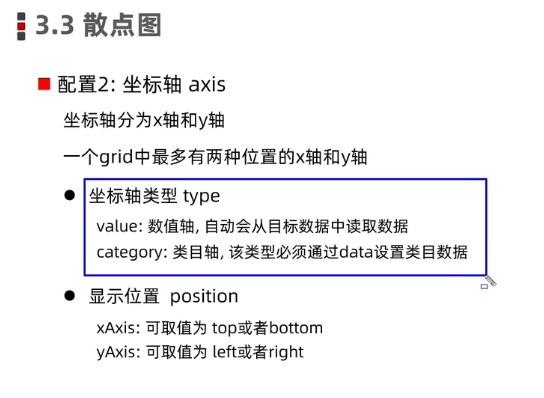 3.3 散点图
配置2: 坐标轴 axis
坐标轴分为x轴和y轴
一个grid中最多有两种位置的x轴和y轴
坐标轴类型 type
value: 数值轴, 自动会从目标数据中读取数据
category: 类目轴, 该类型必须通过data设置类目数据
显示位置 position
xAxis: 可取值为 top或者bottom
yAxis: 可取值为 left或者right